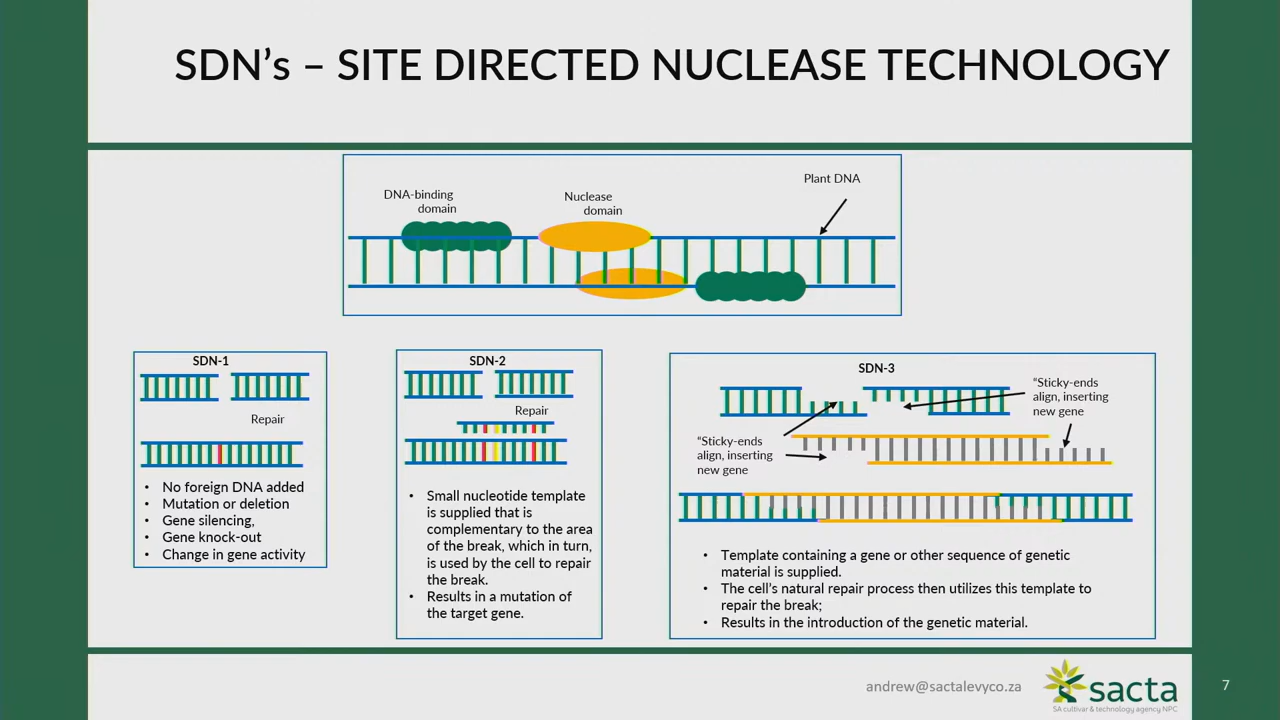 SDN's – SITE DIRECTED NUCLEASE TECHNOLOGY
DNA-binding
domain
Nuclease
domain
Plant DNA
SDN-1
Repair
• No foreign DNA added
• Mutation or deletion
• Gene silencing,
• Gene knock-out
• Change in gene activity
SDN-2
Repair
• Small nucleotide template
is supplied that is
complementary to the area
of the break, which in turn,
is used by the cell to repair
the break.
• Results in a mutation of
the target gene.
SDN-3
"Sticky-ends
align, inserting
new gene
"Sticky-ends
align, inserting
new gene
• Template containing a gene or other sequence of genetic
material is supplied.
• The cell's natural repair process then utilizes this template to
repair the break;
• Results in the introduction of the genetic material.
andrew@sactalevyco.za
sacta
SA cultivar & technology agency NPC
7